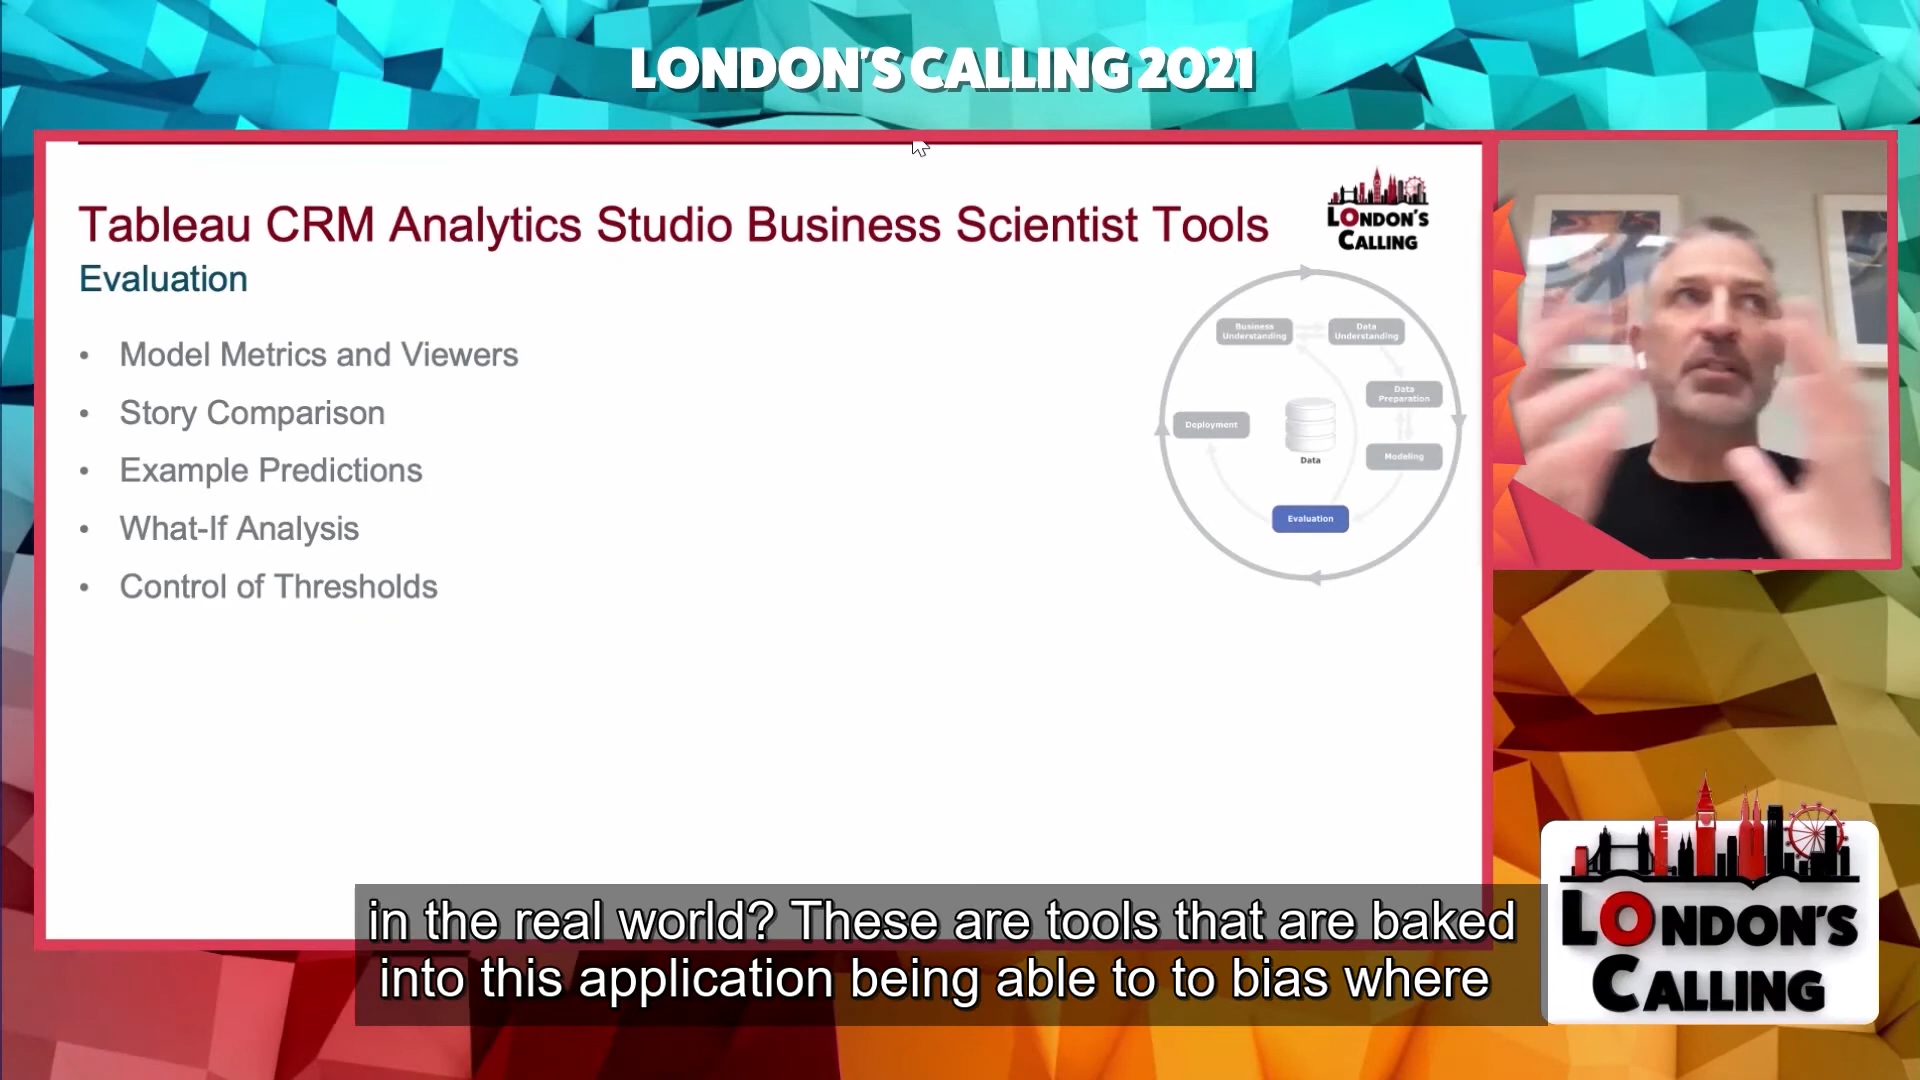 LONDON'S CALLING 2021
Tableau CRM Analytics Studio Business Scientist Tools
LONDON'S
CALLING
Evaluation
• Model Metrics and Viewers
• Story Comparison
• Example Predictions
• What-If Analysis
• Control of Thresholds
Business
Understanding
Data
Understanding
Data
Preparation
Deployment
Data
Modeling
Evaluation
in the real world? These are tools that are baked
into this application being able to to bias where
LONDON'S
CALLING